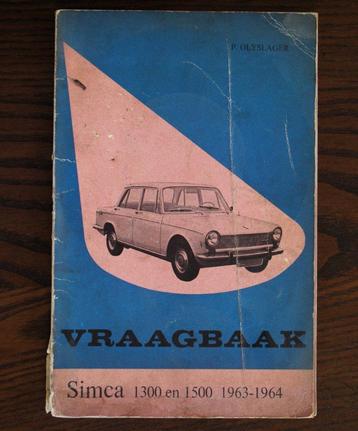 P. OLYSLAGER
VRAAGBAAK
Simca 1300 en 1500 1963-1964